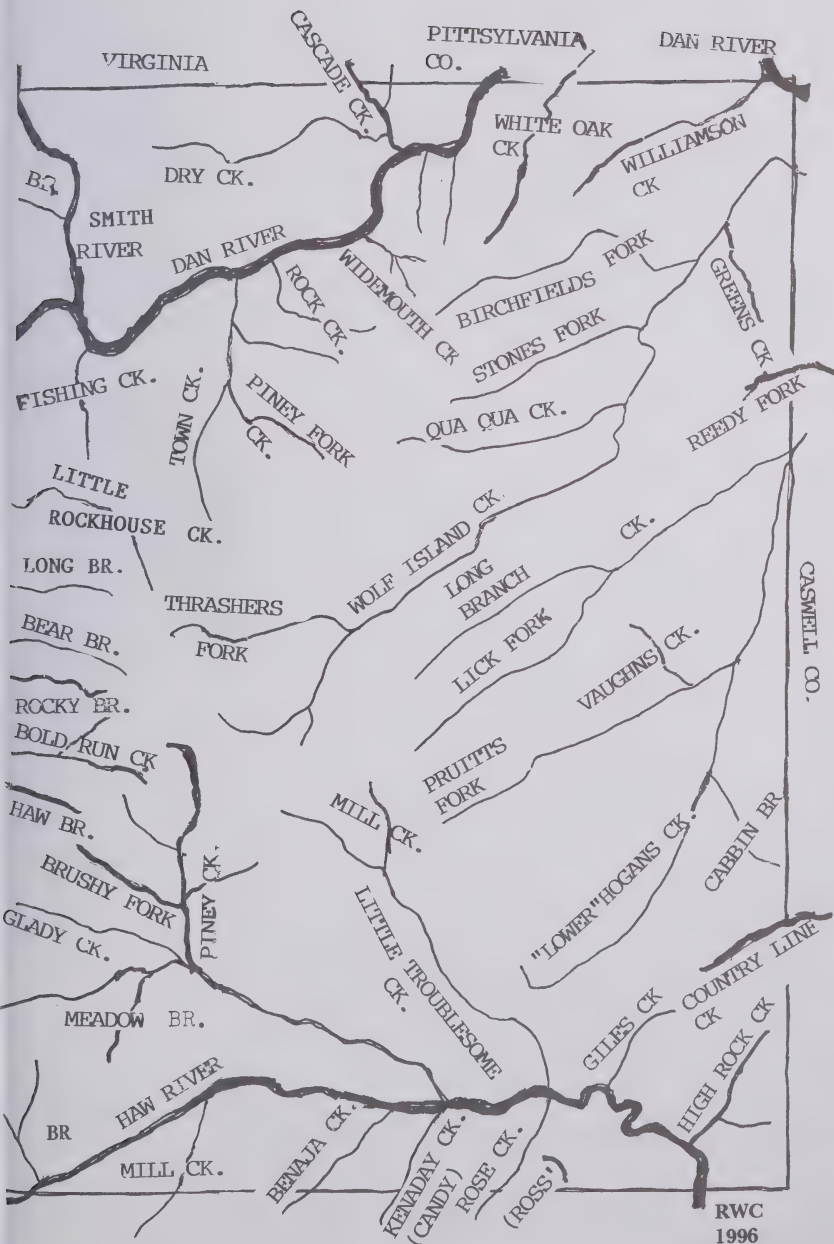 VIRGINIA
CASCADE CK.
PITTSYLVANIA
CO.
DAN RIVER
WHITE OAK
CK
WILLIAMSON
CK
DRY CK.
BR.
SMITH
RIVER
DAN RIVER
ROCK CK.
WIDEMOUTH CK
BIRCHFIELDS FORK
GREENS CK
STONES FORK
FISHING CK.
TOWN CK.
PINEY FORK
CK.
QUA QUA CK.
REEDY FORK
LITTLE
ROCKHOUSE CK.
WOLF ISLAND CK.
LONG
BRANCH
CK.
LONG BR.
THRASHERS
FORK
CASWELL CO.
BEAR BR.
LICK FORK
VAUGHNS CK.
ROCKY BR.
BOLD RUN CK
PRUITTS
FORK
HAW BR.
MILL CK.
CABBIN BR
BRUSHY FORK
PINEY CK.
"LOWER" HOGANS CK.
GLADY CK.
LITTLE TROUBLESOME
CK.
COUNTRY LINE
CK
MEADOW BR.
GILES CK
HIGH ROCK CK
HAW RIVER
BR
MILL CK.
BENAJA CK.
KENADAY CK.
(CANDY)
ROSE CK.
(ROSS')
RWC
1996